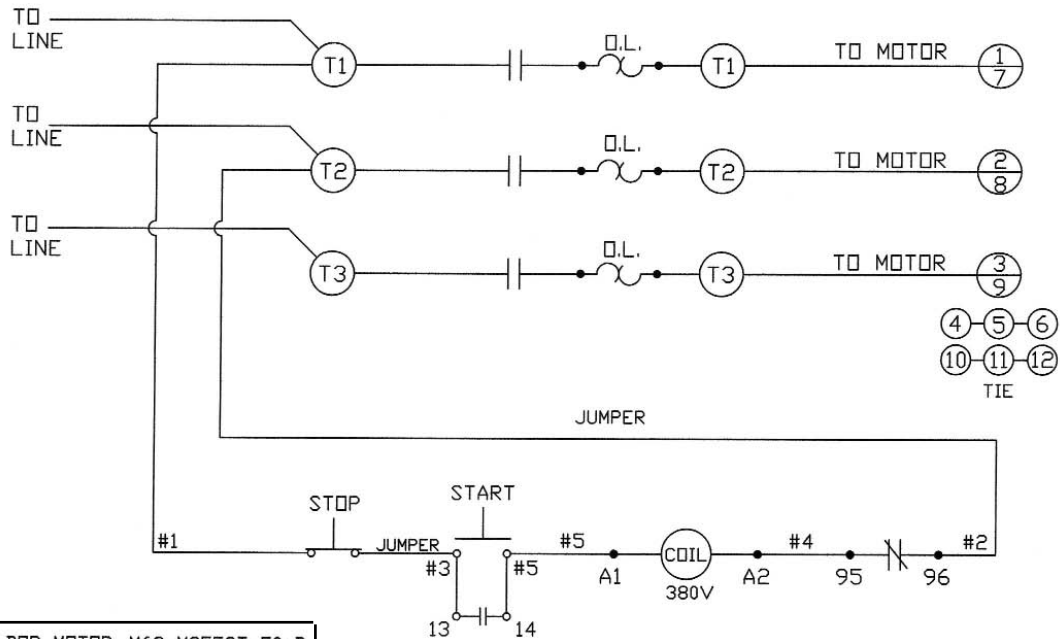 TO
LINE
T1
O.L.
T1
TO MOTOR
1
7
TO
LINE
T2
O.L.
T2
TO MOTOR
2
8
TO
LINE
T3
O.L.
T3
TO MOTOR
3
9
4 5 6
10 11 12
TIE
JUMPER
STOP
START
#1
JUMPER
#3
#5
#5
A1
COIL
380V
A2
#4
95
96
#2
13
14